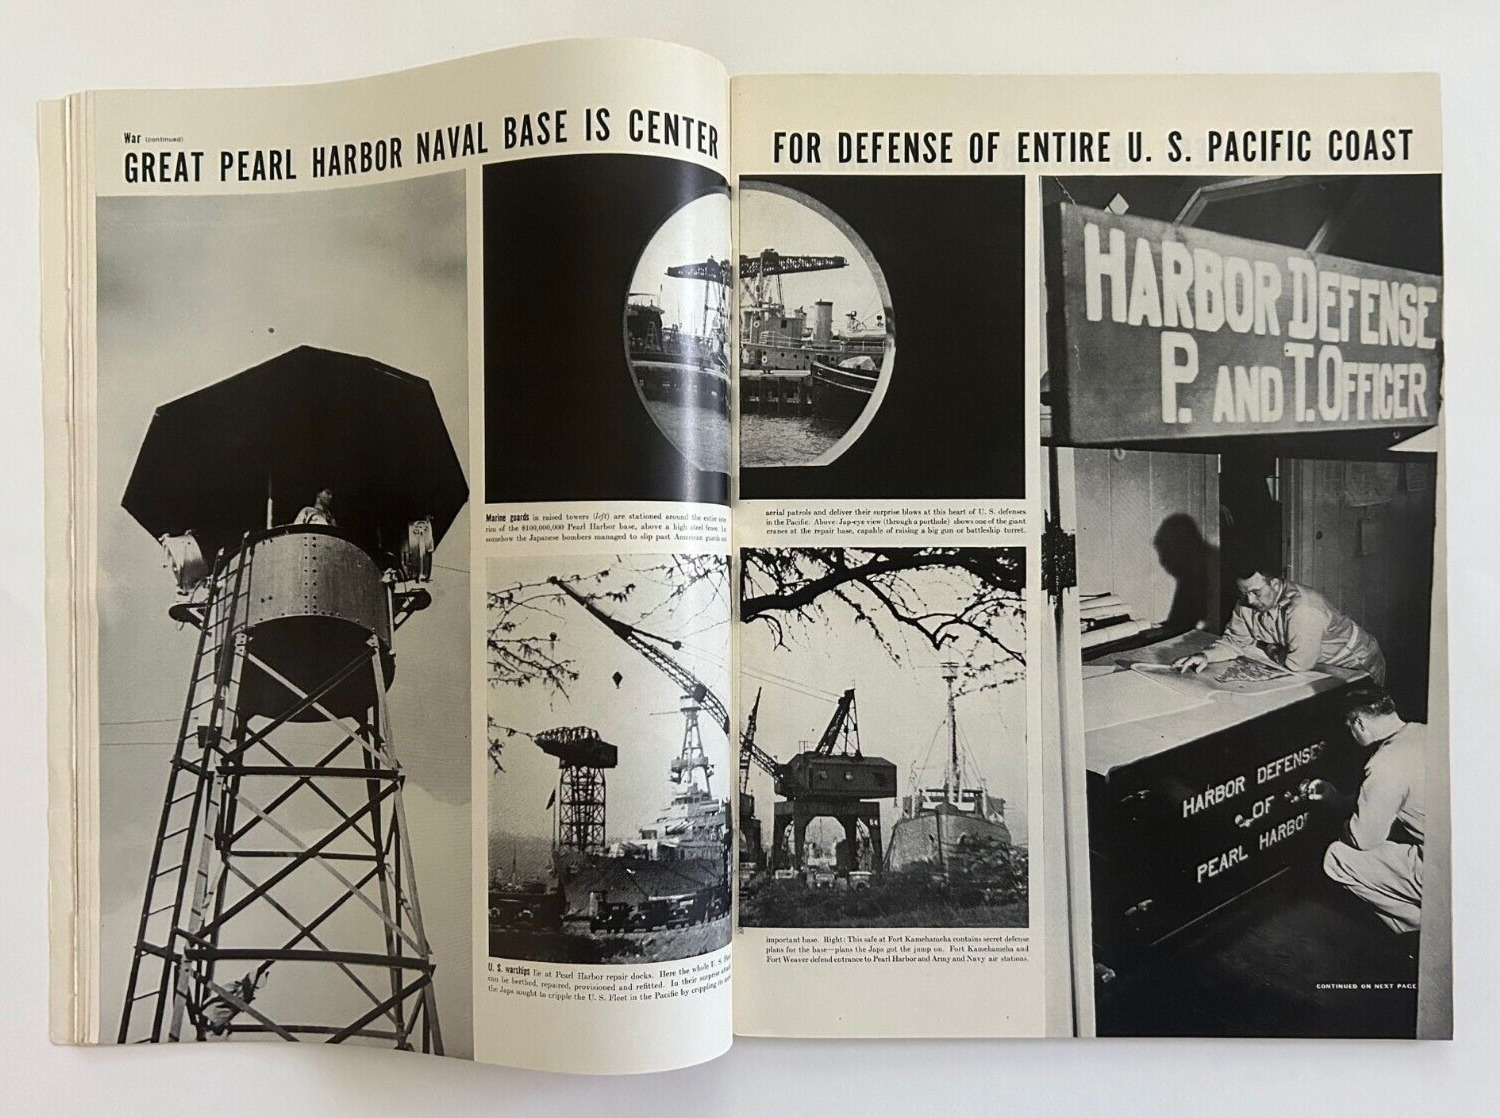 War (continued)
GREAT PEARL HARBOR NAVAL BASE IS CENTER FOR DEFENSE OF ENTIRE U. S. PACIFIC COAST
Marine guards in raised towers (left) are stationed around the entire
rim of the $100,000,000 Pearl Harbor base, above a high steel fence.
somehow the Japanese bombers managed to slip past American guards
aerial patrols and deliver their surprise blows at this heart of U. S. defenses
in the Pacific. Above: Jap-eye view (through a porthole) shows one of the giant
cranes at the repair base, capable of raising a big gun or battleship turret.
U. S. warships lie at Pearl Harbor repair docks. Here the whole U. S.
can be berthed, repaired, provisioned and refitted. In their surprise
the Japs sought to cripple the U. S. Fleet in the Pacific by crippling its
important base. Right: This safe at Fort Kamehameha contains secret defense
plans for the base—plans the Japs got the jump on. Fort Kamehameha and
Fort Weaver defend entrance to Pearl Harbor and Army and Navy air stations.
HARBOR DEFENSE
P. AND T. OFFICER
HARBOR DEFENSES
OF
PEARL HARBOR
CONTINUED ON NEXT PAGE